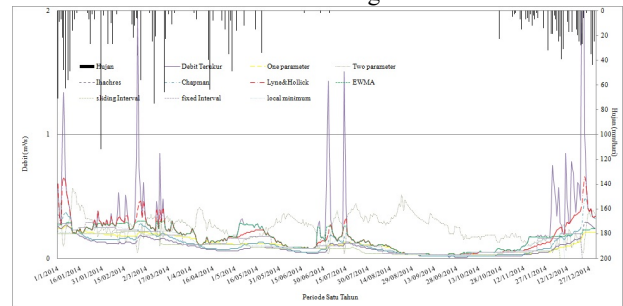 2
1
0
Debit (m³/s)
0
20
40
60
80
100
120
140
160
180
200
Hujan (mm/hari)
Hujan
Debit Terukur
One parameter
Two parameter
Ihachres
Chapman
Lyne&Hollick
EWMA
sliding Interval
fixed Interval
local minimum
1/1/2014
16/01/2014
31/01/2014
15/02/2014
2/3/2014
17/03/2014
1/4/2014
16/04/2014
1/5/2014
16/05/2014
31/05/2014
15/06/2014
30/06/2014
15/07/2014
30/07/2014
14/08/2014
29/08/2014
13/09/2014
28/09/2014
13/10/2014
28/10/2014
12/11/2014
27/11/2014
12/12/2014
27/12/2014
Periode Satu Tahun